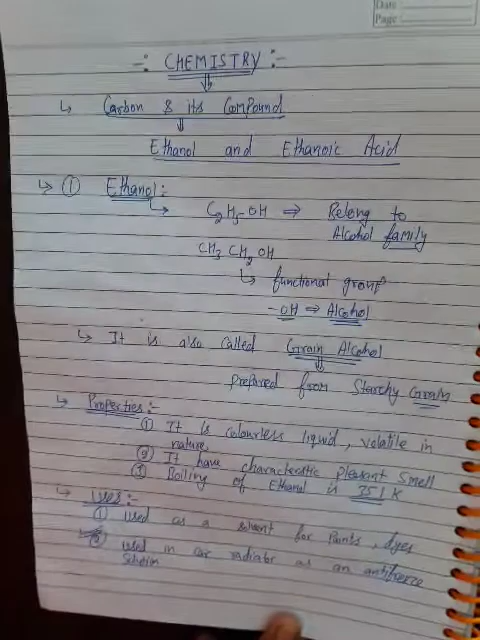 Date
Page
-: CHEMISTRY :-
↳ Carbon & its Compound
Ethanol and Ethanoic Acid
↳ ① Ethanol :-
↳ C2H5-OH ⇒ Belong to
Alcohol family
CH3 CH2 OH
↳ functional group
-OH ⇒ Alcohol
↳ It is also called Grain Alcohol
prepared from Starchy Grain
↳ Properties :-
① It is colourless liquid, volatile in
nature.
② It have characterstic pleasent smell
③ Boiling of Ethanol is 351 K
↳ Uses :-
① used as a solvent for Paints, dyes
② used in car radiator as an antifreeze